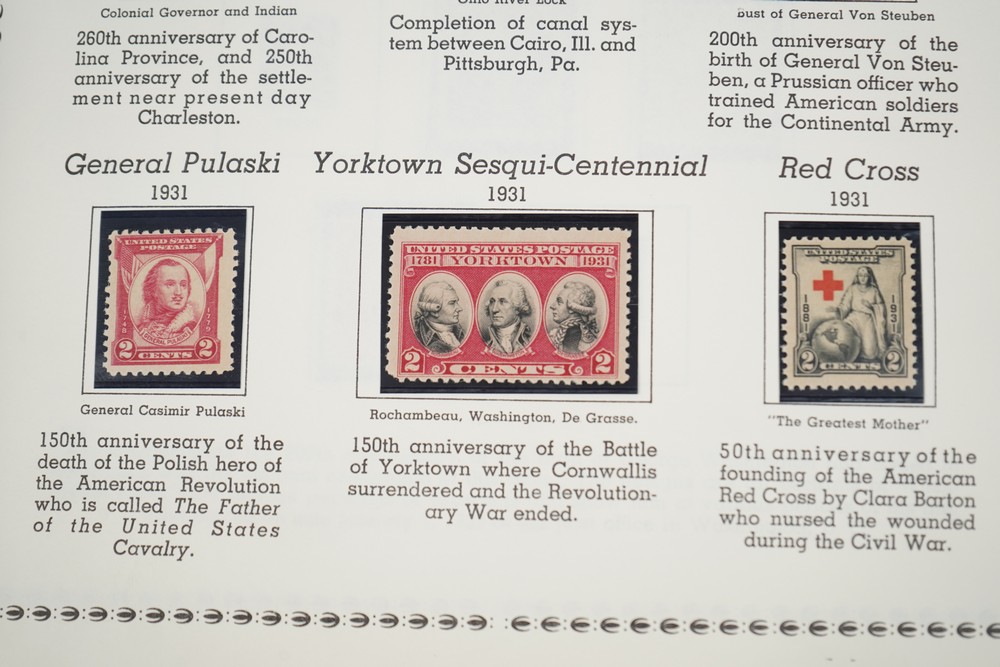 Colonial Governor and Indian
260th anniversary of Caro-
lina Province, and 250th
anniversary of the settle-
ment near present day
Charleston.
Ohio River Lock
Completion of canal sys-
tem between Cairo, Ill. and
Pittsburgh, Pa.
Bust of General Von Steuben
200th anniversary of the
birth of General Von Steu-
ben, a Prussian officer who
trained American soldiers
for the Continental Army.
General Pulaski
1931
UNITED STATES
POSTAGE
1748
1779
GENERAL PULASKI
2 CENTS 2
General Casimir Pulaski
150th anniversary of the
death of the Polish hero of
the American Revolution
who is called The Father
of the United States
Cavalry.
Yorktown Sesqui-Centennial
1931
UNITED STATES POSTAGE
1781 YORKTOWN 1931
2 CENTS 2
Rochambeau, Washington, De Grasse.
150th anniversary of the Battle
of Yorktown where Cornwallis
surrendered and the Revolution-
ary War ended.
Red Cross
1931
UNITED STATES
POSTAGE
1881
1931
2 CENTS 2
"The Greatest Mother"
50th anniversary of the
founding of the American
Red Cross by Clara Barton
who nursed the wounded
during the Civil War.